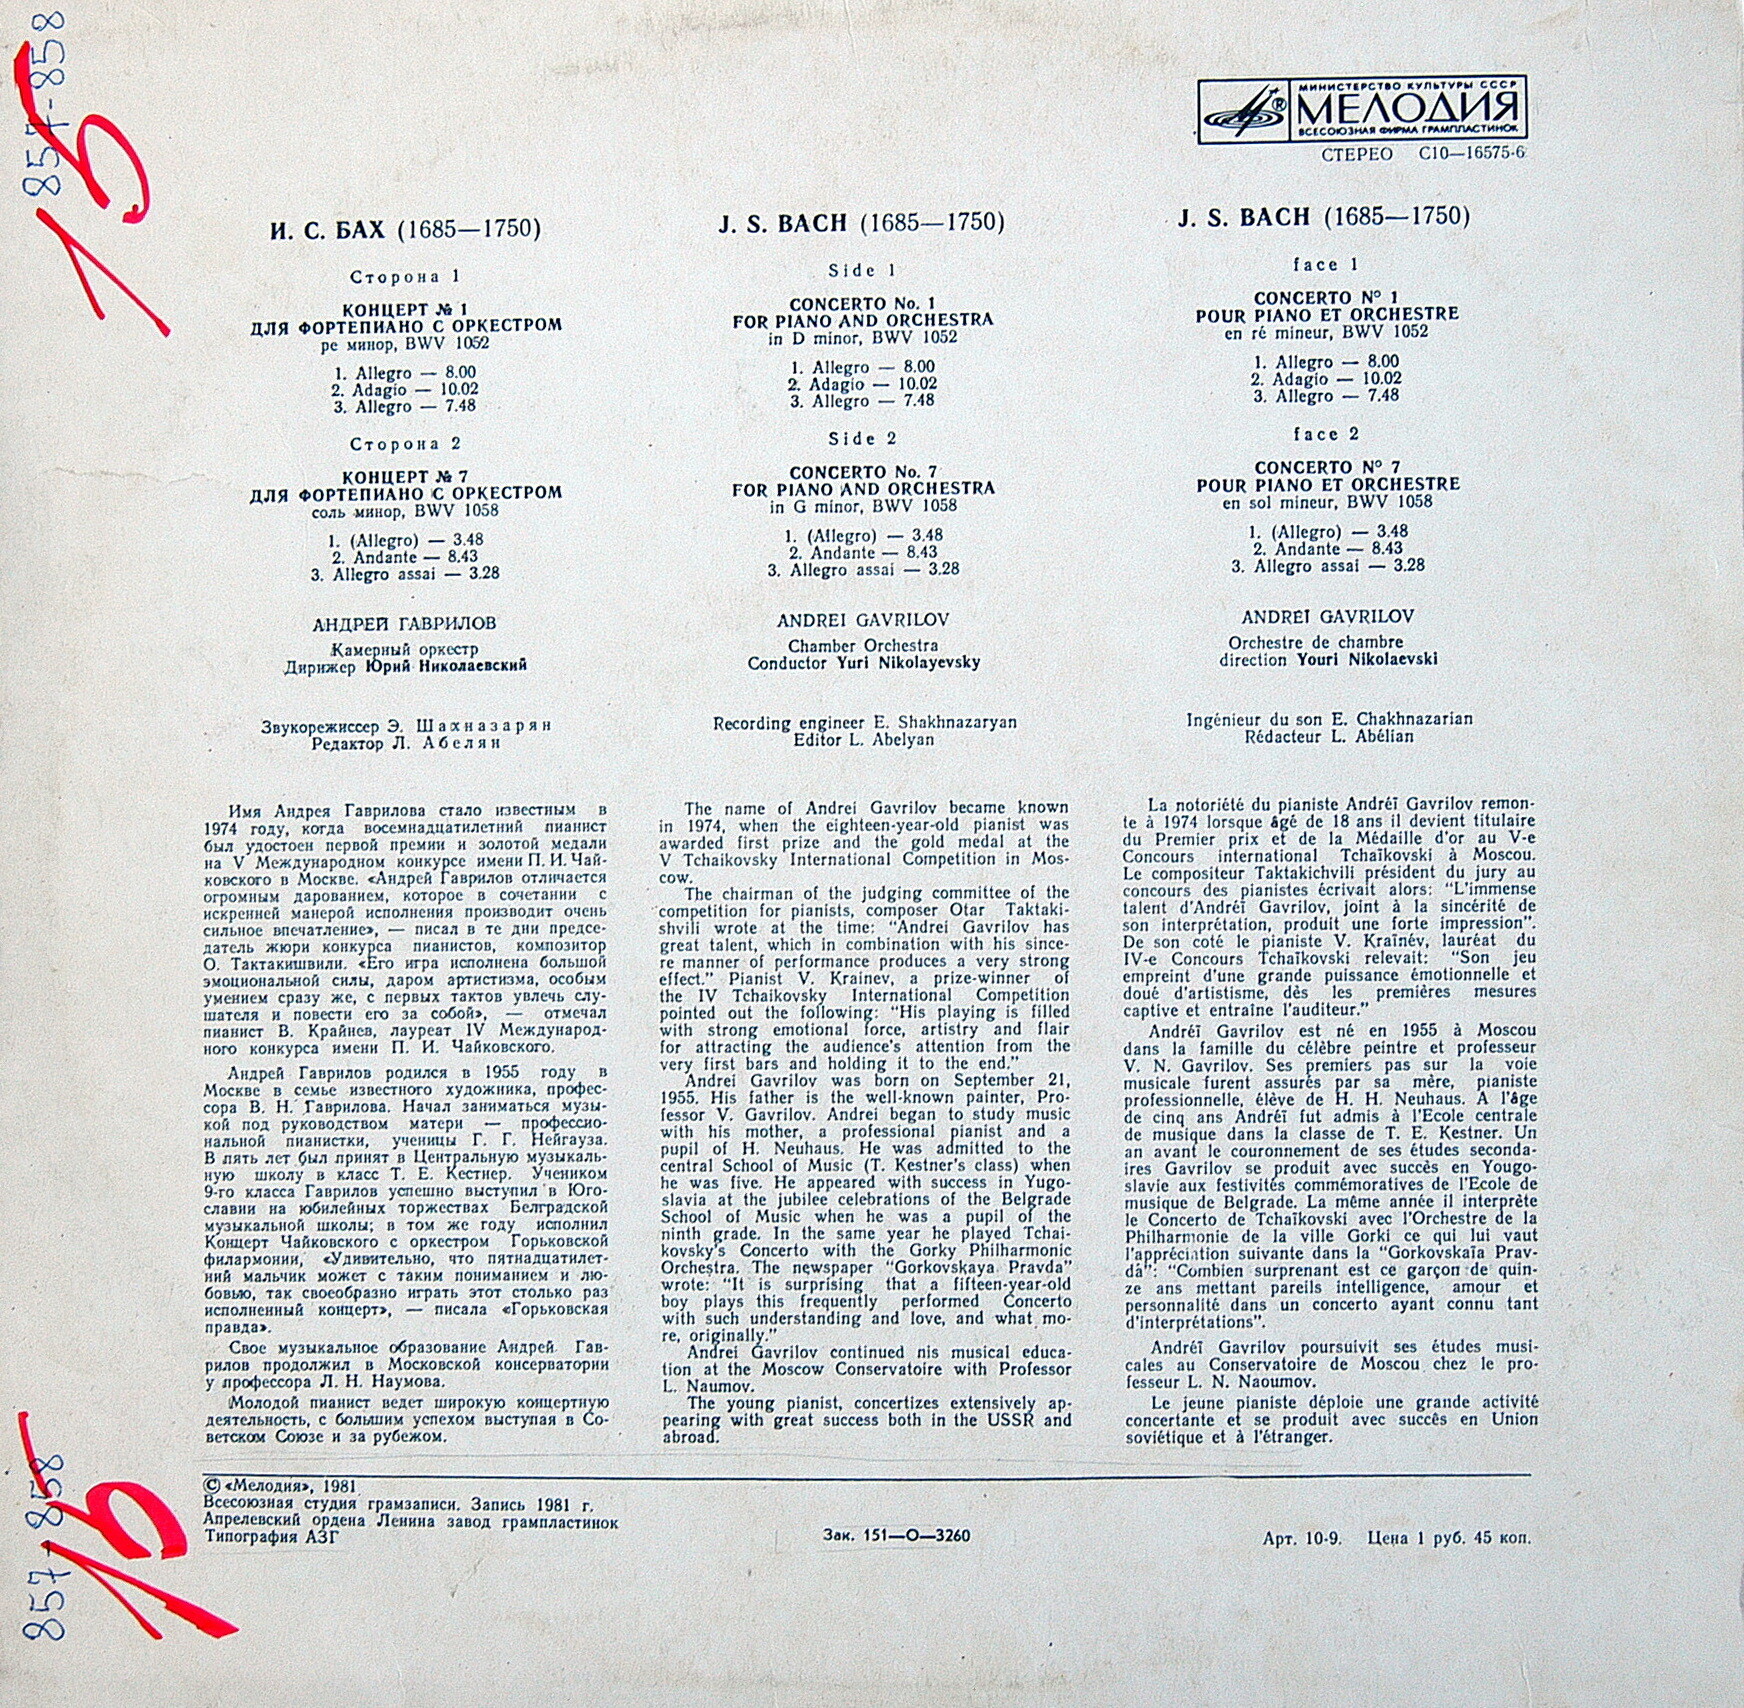 МИНИСТЕРСТВО КУЛЬТУРЫ СССР
МЕЛОДИЯ
ВСЕСОЮЗНАЯ ФИРМА ГРАМПЛАСТИНОК
СТЕРЕО С10—16575-6
857-858
15
И. С. БАХ (1685—1750)
Сторона 1
КОНЦЕРТ № 1
ДЛЯ ФОРТЕПИАНО С ОРКЕСТРОМ
ре минор, BWV 1052
1. Allegro — 8.00
2. Adagio — 10.02
3. Allegro — 7.48
Сторона 2
КОНЦЕРТ № 7
ДЛЯ ФОРТЕПИАНО С ОРКЕСТРОМ
соль минор, BWV 1058
1. (Allegro) — 3.48
2. Andante — 8.43
3. Allegro assai — 3.28
АНДРЕЙ ГАВРИЛОВ
Камерный оркестр
Дирижер Юрий Николаевский
Звукорежиссер Э. Шахназарян
Редактор Л. Абелян
Имя Андрея Гаврилова стало известным в
1974 году, когда восемнадцатилетний пианист
был удостоен первой премии и золотой медали
на V Международном конкурсе имени П. И. Чай-
ковского в Москве. «Андрей Гаврилов отличается
огромным дарованием, которое в сочетании с
искренней манерой исполнения производит очень
сильное впечатление», — писал в те дни предсе-
датель жюри конкурса пианистов, композитор
О. Тактакишвили. «Его игра исполнена большой
эмоциональной силы, даром артистизма, особым
умением сразу же, с первых тактов увлечь слу-
шателя и повести его за собой», — отмечал
пианист В. Крайнев, лауреат IV Международ-
ного конкурса имени П. И. Чайковского.
Андрей Гаврилов родился в 1955 году в
Москве в семье известного художника, профес-
сора В. Н. Гаврилова. Начал заниматься музы-
кой под руководством матери — профессио-
нальной пианистки, ученицы Г. Г. Нейгауза.
В пять лет был принят в Центральную музыкаль-
ную школу в класс Т. Е. Кестнер. Учеником
9-го класса Гаврилов успешно выступил в Юго-
славии на юбилейных торжествах Белградской
музыкальной школы; в том же году исполнил
Концерт Чайковского с оркестром Горьковской
филармонии, «Удивительно, что пятнадцатилет-
ний мальчик может с таким пониманием и лю-
бовью, так своеобразно играть этот столько раз
исполненный концерт», — писала «Горьковская
правда».
Свое музыкальное образование Андрей Гав-
рилов продолжил в Московской консерватории
у профессора Л. Н. Наумова.
Молодой пианист ведет широкую концертную
деятельность, с большим успехом выступая в Со-
ветском Союзе и за рубежом.
J. S. BACH (1685—1750)
Side 1
CONCERTO No. 1
FOR PIANO AND ORCHESTRA
in D minor, BWV 1052
1. Allegro — 8.00
2. Adagio — 10.02
3. Allegro — 7.48
Side 2
CONCERTO No. 7
FOR PIANO AND ORCHESTRA
in G minor, BWV 1058
1. (Allegro) — 3.48
2. Andante — 8.43
3. Allegro assai — 3.28
ANDREI GAVRILOV
Chamber Orchestra
Conductor Yuri Nikolayevsky
Recording engineer E. Shakhnazaryan
Editor L. Abelyan
The name of Andrei Gavrilov became known
in 1974, when the eighteen-year-old pianist was
awarded first prize and the gold medal at the
V Tchaikovsky International Competition in Mos-
cow.
The chairman of the judging committee of the
competition for pianists, composer Otar Taktaki-
shvili wrote at the time: "Andrei Gavrilov has
great talent, which in combination with his since-
re manner of performance produces a very strong
effect." Pianist V. Krainev, a prize-winner of
the IV Tchaikovsky International Competition
pointed out the following: "His playing is filled
with strong emotional force, artistry and flair
for attracting the audience's attention from the
very first bars and holding it to the end."
Andrei Gavrilov was born on September 21,
1955. His father is the well-known painter, Pro-
fessor V. Gavrilov. Andrei began to study music
with his mother, a professional pianist and a
pupil of H. Neuhaus. He was admitted to the
central School of Music (T. Kestner's class) when
he was five. He appeared with success in Yugo-
slavia at the jubilee celebrations of the Belgrade
School of Music when he was a pupil of the
ninth grade. In the same year he played Tchai-
kovsky's Concerto with the Gorky Philharmonic
Orchestra. The newspaper "Gorkovskaya Pravda"
wrote: "It is surprising that a fifteen-year-old
boy plays this frequently performed Concerto
with such understanding and love, and what mo-
re, originally."
Andrei Gavrilov continued nis musical educa-
tion at the Moscow Conservatoire with Professor
L. Naumov.
The young pianist, concertizes extensively ap-
pearing with great success both in the USSR and
abroad.
J. S. BACH (1685—1750)
face 1
CONCERTO N° 1
POUR PIANO ET ORCHESTRE
en ré mineur, BWV 1052
1. Allegro — 8.00
2. Adagio — 10.02
3. Allegro — 7.48
face 2
CONCERTO N° 7
POUR PIANO ET ORCHESTRE
en sol mineur, BWV 1058
1. (Allegro) — 3.48
2. Andante — 8.43
3. Allegro assai — 3.28
ANDREÏ GAVRILOV
Orchestre de chambre
direction Youri Nikolaevski
Ingénieur du son E. Chakhnazarian
Rédacteur L. Abélian
La notoriété du pianiste Andréï Gavrilov remon-
te à 1974 lorsque âgé de 18 ans il devient titulaire
du Premier prix et de la Médaille d'or au V-e
Concours international Tchaïkovski à Moscou.
Le compositeur Taktakichvili président du jury au
concours des pianistes écrivait alors: "L'immense
talent d'Andréï Gavrilov, joint à la sincérité de
son interprétation, produit une forte impression".
De son coté le pianiste V. Kraïnév, lauréat du
IV-e Concours Tchaïkovski relevait: "Son jeu
empreint d'une grande puissance émotionnelle et
doué d'artistisme, dès les premières mesures
captive et entraîne l'auditeur."
Andréï Gavrilov est né en 1955 à Moscou
dans la famille du célèbre peintre et professeur
V. N. Gavrilov. Ses premiers pas sur la voie
musicale furent assurés par sa mère, pianiste
professionnelle, élève de H. H. Neuhaus. A l'âge
de cinq ans Andréï fut admis à l'Ecole centrale
de musique dans la classe de T. E. Kestner. Un
an avant le couronnement de ses études seconda-
ires Gavrilov se produit avec succès en Yougo-
slavie aux festivités commémoratives de l'Ecole de
musique de Belgrade. La même année il interprète
le Concerto de Tchaïkovski avec l'Orchestre de la
Philharmonie de la ville Gorki ce qui lui vaut
l'appréciation suivante dans la "Gorkovskaïa Prav-
da": "Combien surprenant est ce garçon de quin-
ze ans mettant pareils intelligence, amour et
personnalité dans un concerto ayant connu tant
d'interprétations".
Andréï Gavrilov poursuivit ses études musi-
cales au Conservatoire de Moscou chez le pro-
fesseur L. N. Naoumov.
Le jeune pianiste déploie une grande activité
concertante et se produit avec succès en Union
soviétique et à l'étranger.
857-858
15
© «Мелодия», 1981
Всесоюзная студия грамзаписи. Запись 1981 г.
Апрелевский ордена Ленина завод грампластинок
Типография АЗГ
Зак. 151—О—3260
Арт. 10-9. Цена 1 руб. 45 коп.